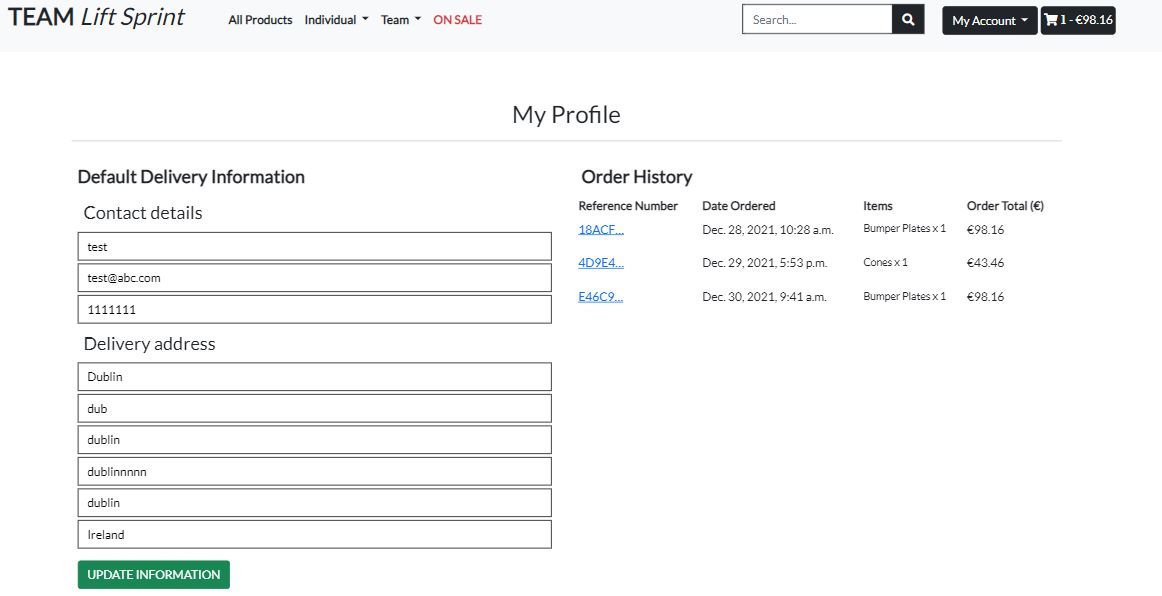 TEAM Lift Sprint All Products Individual Team ON SALE Search... My Account 1 - €98.16
My Profile
Default Delivery Information
Contact details
test
test@abc.com
1111111
Delivery address
Dublin
dub
dublin
dublinnnnn
dublin
Ireland
UPDATE INFORMATION
Order History
Reference Number Date Ordered Items Order Total (€)
18ACF... Dec. 28, 2021, 10:28 a.m. Bumper Plates x 1 €98.16
4D9E4... Dec. 29, 2021, 5:53 p.m. Cones x 1 €43.46
E46C9... Dec. 30, 2021, 9:41 a.m. Bumper Plates x 1 €98.16